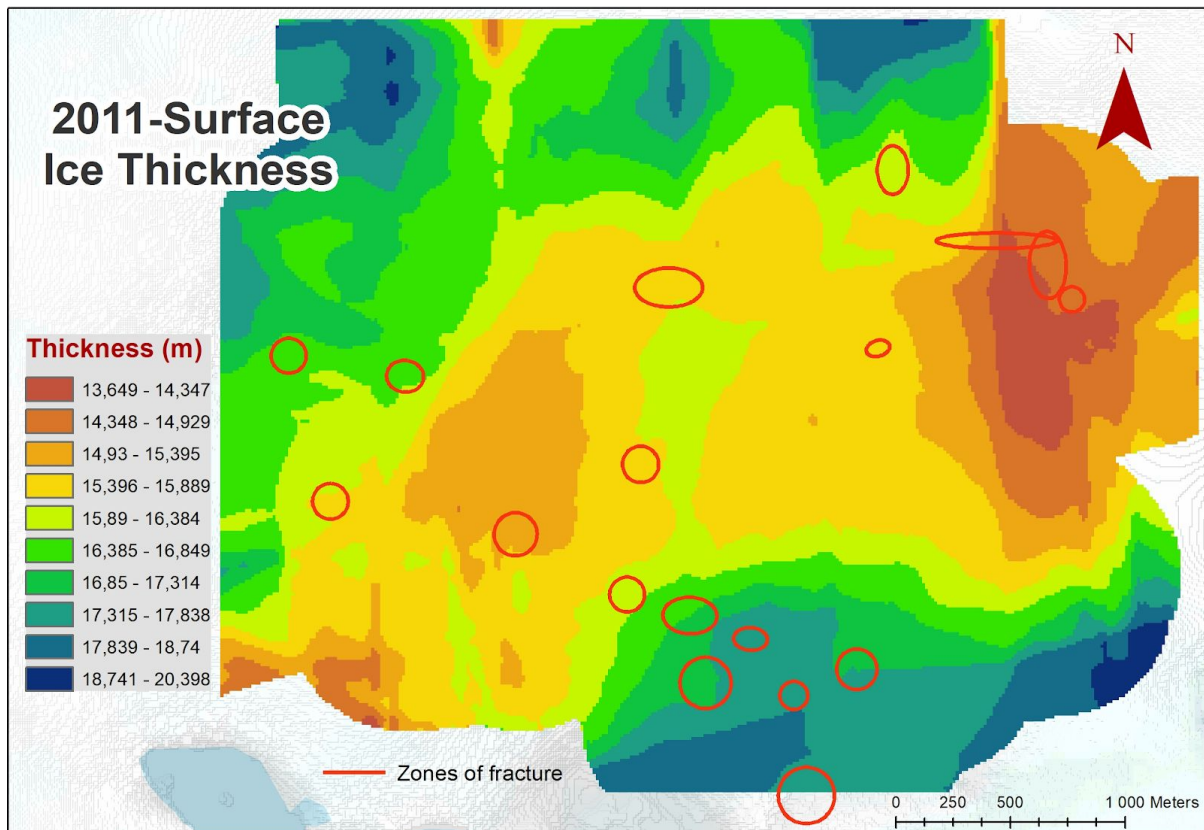 2011-Surface
Ice Thickness
N
Thickness (m)
13,649 - 14,347
14,348 - 14,929
14,93 - 15,395
15,396 - 15,889
15,89 - 16,384
16,385 - 16,849
16,85 - 17,314
17,315 - 17,838
17,839 - 18,74
18,741 - 20,398
Zones of fracture
0 250 500 1 000 Meters